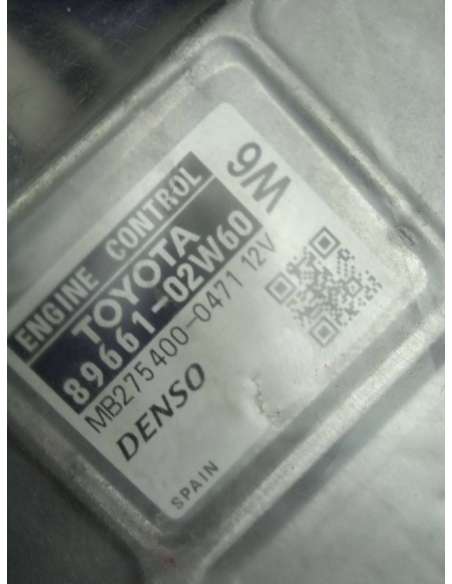 ENGINE CONTROL
9M
TOYOTA
89661-02W60
MB275400-0471 12V
DENSO
SPAIN